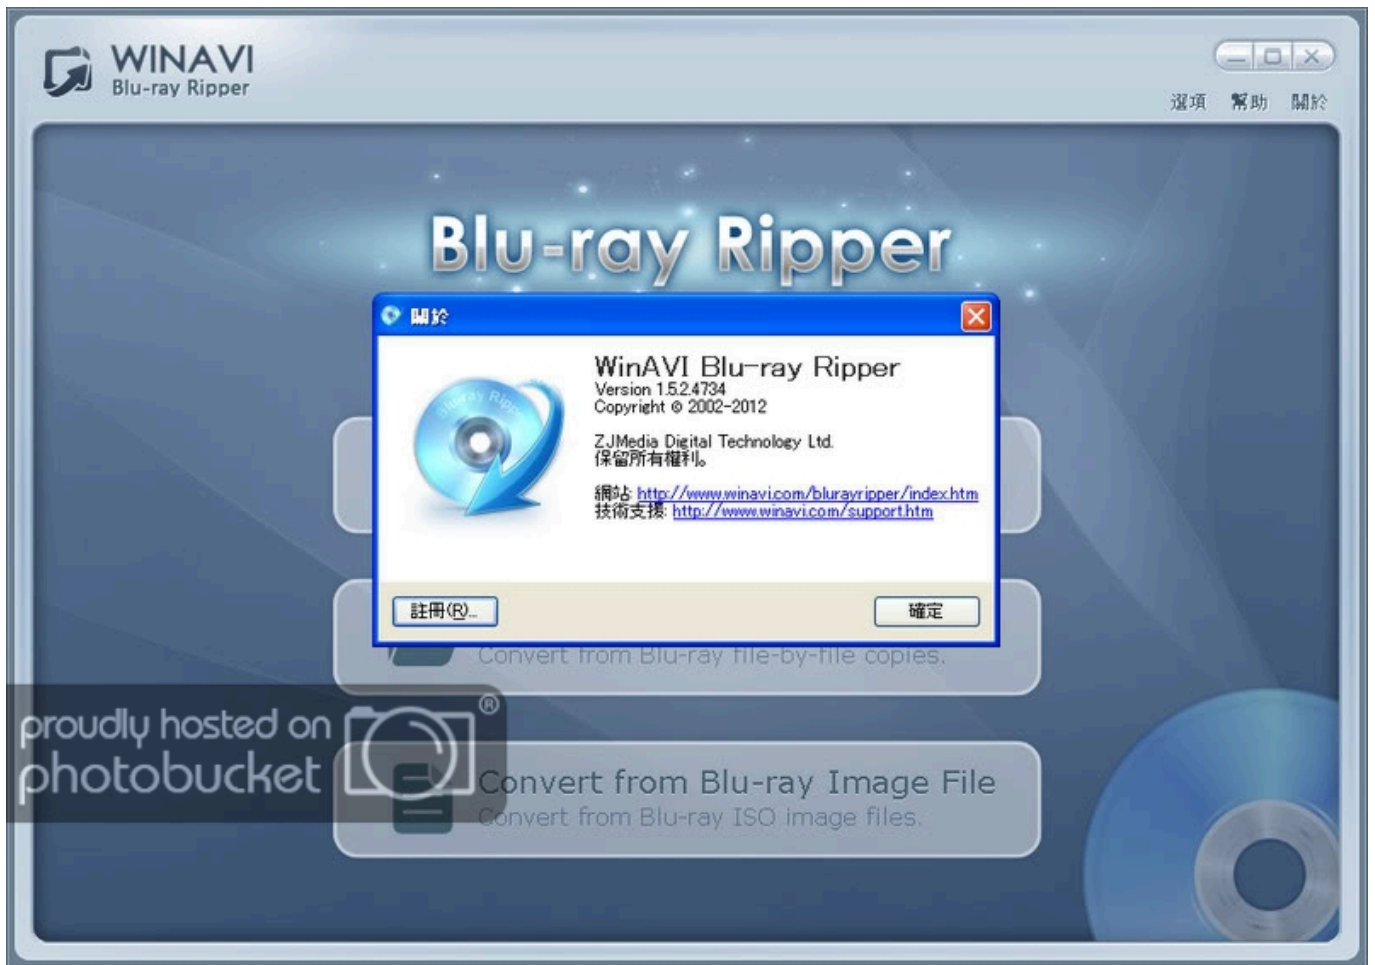 WINAVI
Blu-ray Ripper
選項 幫助 關於
Blu-ray Ripper
關於
Blu-ray Ripp
WinAVI Blu-ray Ripper
Version 1.5.2.4734
Copyright © 2002-2012
ZJMedia Digital Technology Ltd.
保留所有權利。
網站: http://www.winavi.com/blurayripper/index.htm
技術支援: http://www.winavi.com/support.htm
註冊(R)... 確定
Convert from Blu-ray file-by-file copies.
proudly hosted on
photobucket ®
Convert from Blu-ray Image File
Convert from Blu-ray ISO image files.